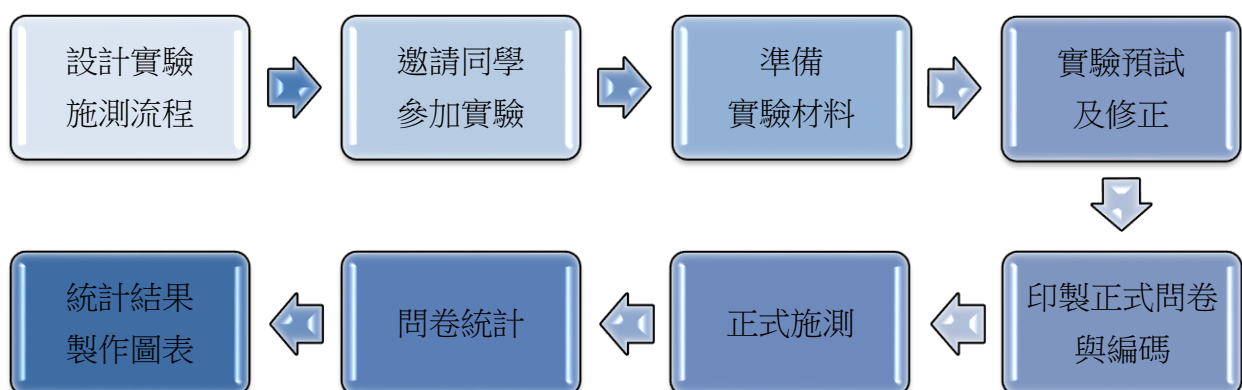 設計實驗
施測流程
邀請同學
參加實驗
準備
實驗材料
實驗預試
及修正
印製正式問卷
與編碼
正式施測
問卷統計
統計結果
製作圖表